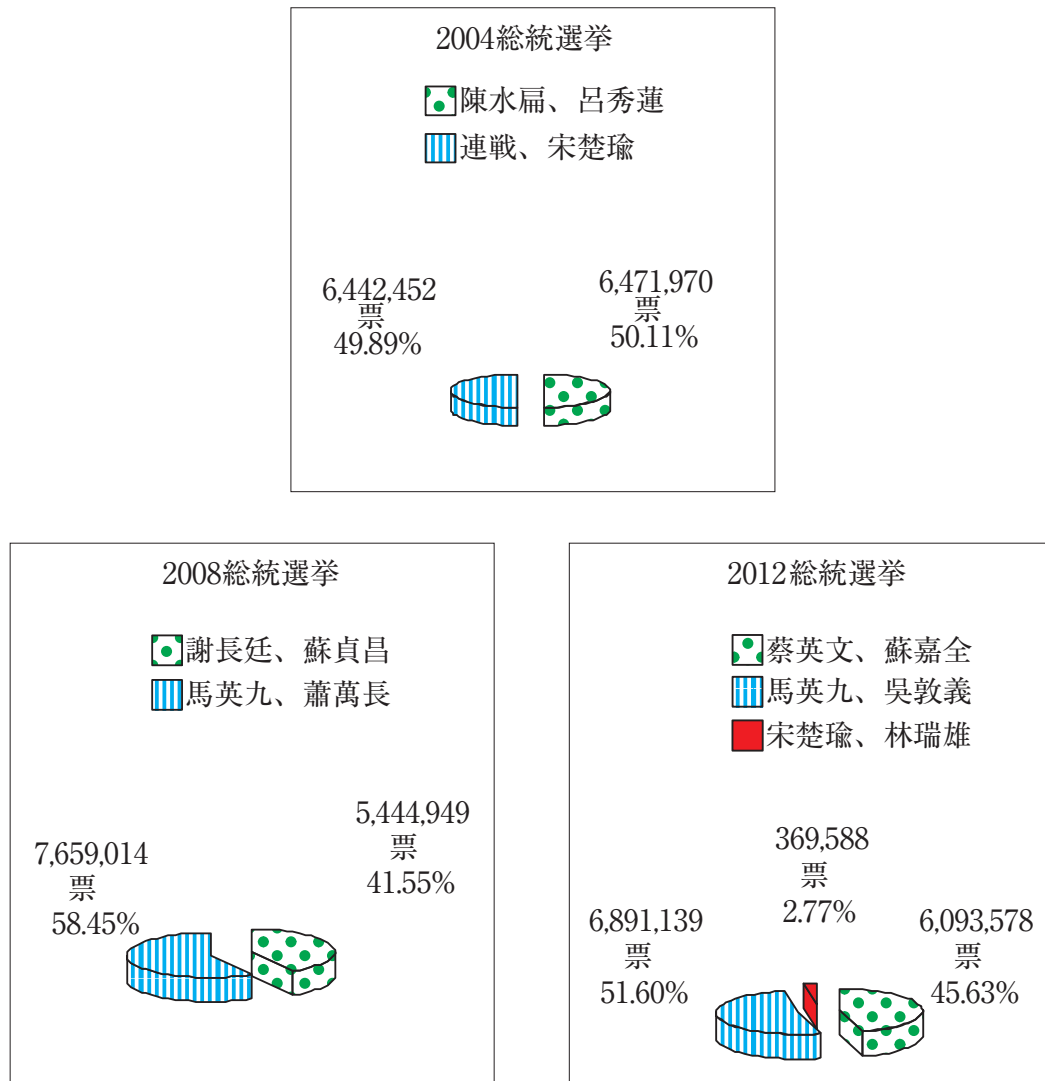 2004総統選挙
陳水扁、呂秀蓮
連戦、宋楚瑜
6,442,452
票
49.89%
6,471,970
票
50.11%
2008総統選挙
謝長廷、蘇貞昌
馬英九、蕭萬長
7,659,014
票
58.45%
5,444,949
票
41.55%
2012総統選挙
蔡英文、蘇嘉全
馬英九、吳敦義
宋楚瑜、林瑞雄
6,891,139
票
51.60%
369,588
票
2.77%
6,093,578
票
45.63%